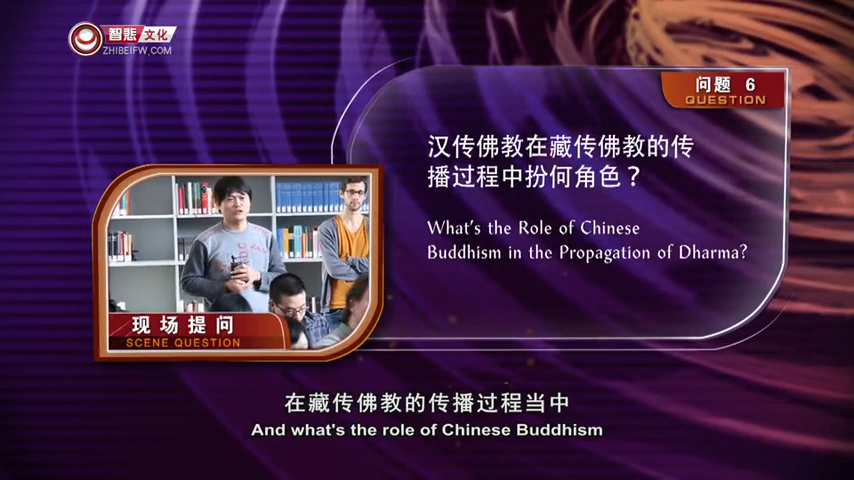 智悲文化
ZHIBEIFW.COM
问题 6
QUESTION
汉传佛教在藏传佛教的传
播过程中扮何角色？
What's the Role of Chinese
Buddhism in the Propagation of Dharma?
现场提问
SCENE QUESTION
在藏传佛教的传播过程当中
And what's the role of Chinese Buddhism